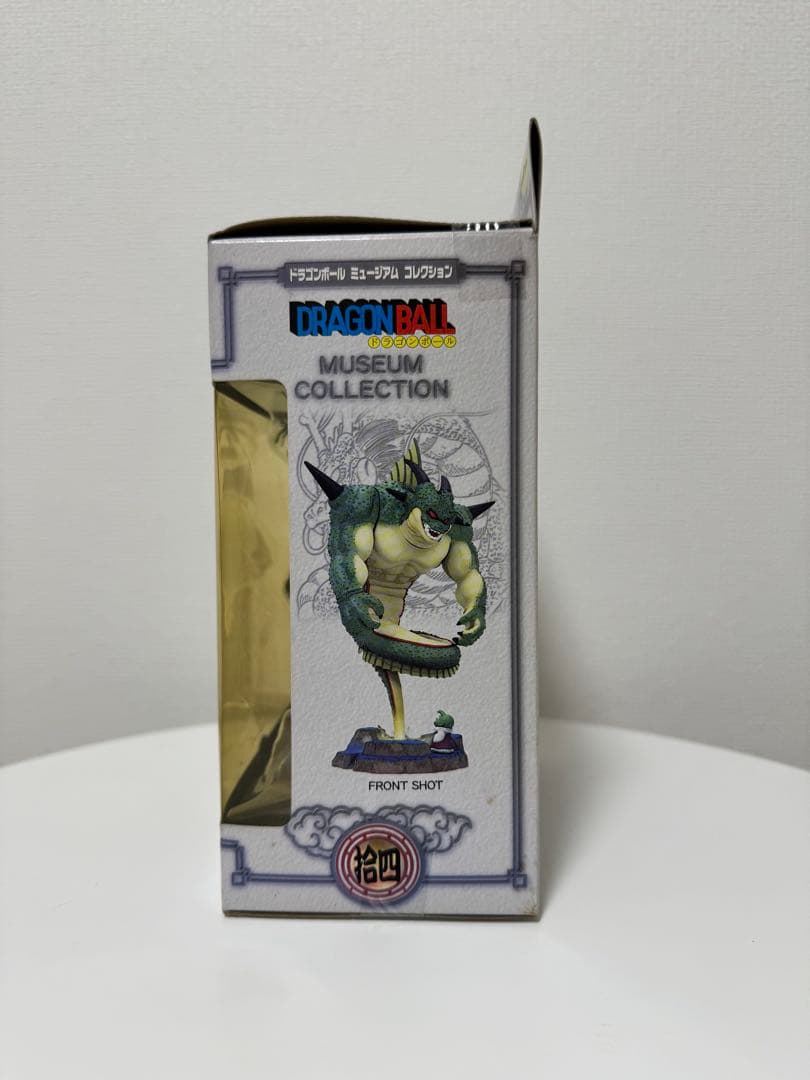 ドラゴンボール ミュージアム コレクション
DRAGON BALL
ドラゴンボール
MUSEUM
COLLECTION
FRONT SHOT
拾四